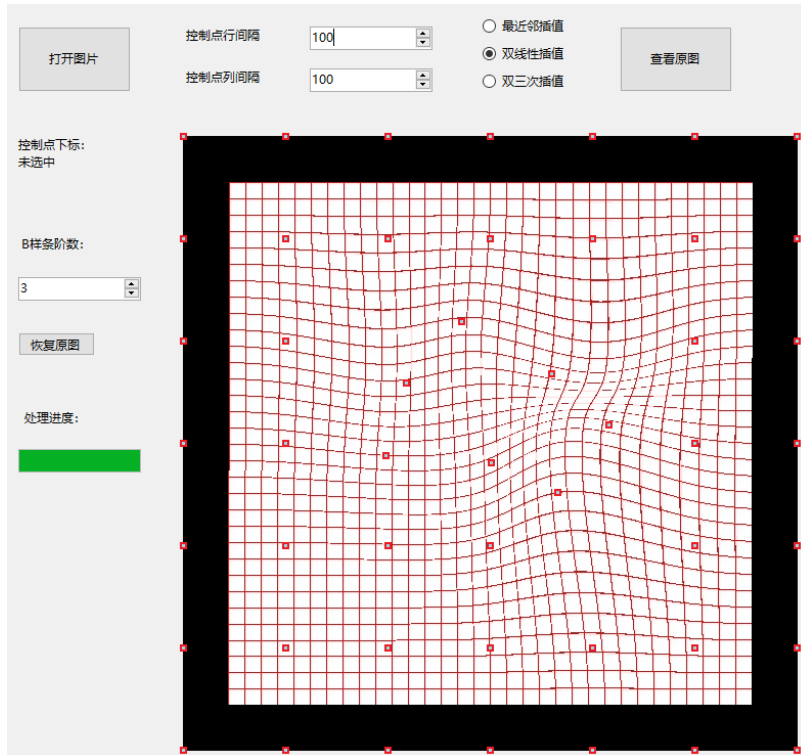 打开图片
控制点行间隔
100
控制点列间隔
100
最近邻插值
双线性插值
双三次插值
查看原图
控制点下标:
未选中
B样条阶数:
3
恢复原图
处理进度: